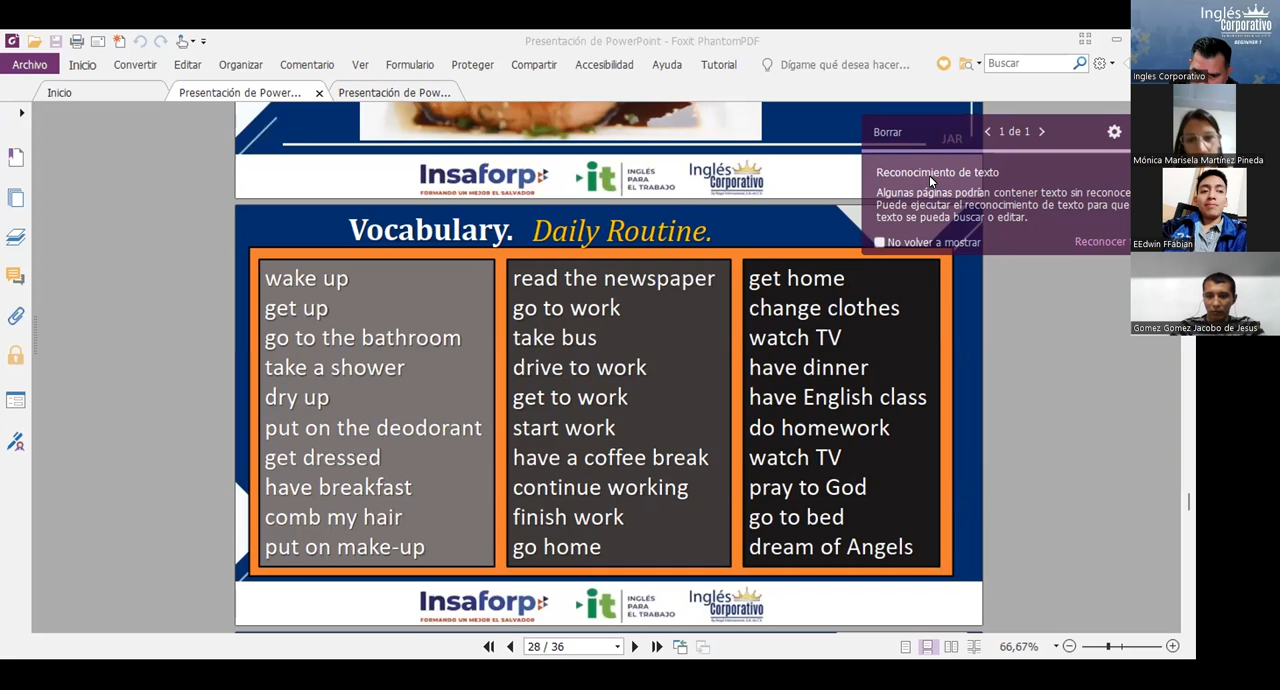 Presentación de PowerPoint - Foxit PhantomPDF
Archivo Inicio Convertir Editar Organizar Comentario Ver Formulario Proteger Compartir Accesibilidad Ayuda Tutorial Dígame qué desea hacer... Buscar
Inicio Presentación de Power... × Presentación de Pow...
Borrar 1 de 1
JAR
Reconocimiento de texto
Algunas páginas podrían contener texto sin reconoce
Puede ejecutar el reconocimiento de texto para que
texto se pueda buscar o editar.
No volver a mostrar Reconocer
Insaforp
FORMANDO UN MEJOR EL SALVADOR
it
INGLÉS
PARA
EL TRABAJO
Inglés
Corporativo
Vocabulary. Daily Routine.
wake up
get up
go to the bathroom
take a shower
dry up
put on the deodorant
get dressed
have breakfast
comb my hair
put on make-up
read the newspaper
go to work
take bus
drive to work
get to work
start work
have a coffee break
continue working
finish work
go home
get home
change clothes
watch TV
have dinner
have English class
do homework
watch TV
pray to God
go to bed
dream of Angels
Insaforp
FORMANDO UN MEJOR EL SALVADOR
it
INGLÉS
PARA
EL TRABAJO
Inglés
Corporativo
28 / 36
66,67%
Inglés
Corporativo
BEGINNER 1
Ingles Corporativo
Mónica Marisela Martínez Pineda
EEdwin FFabian
Gomez Gomez Jacobo de Jesus